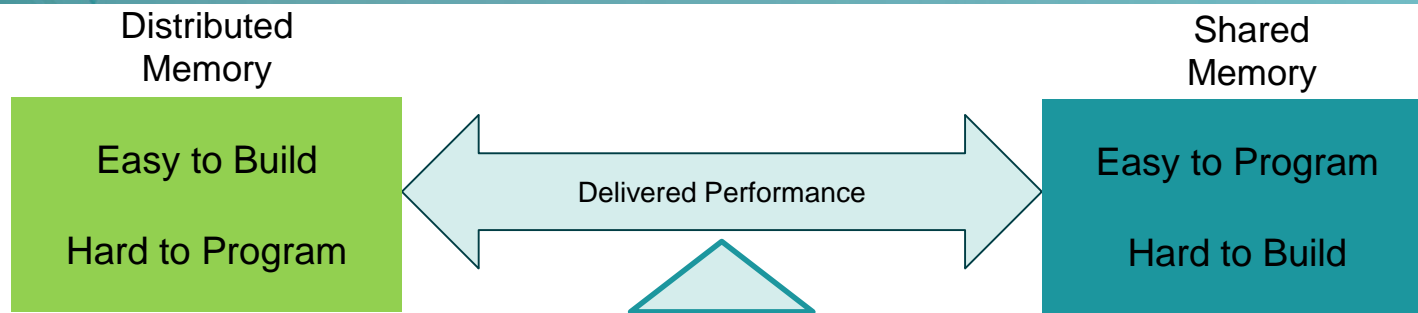 Distributed
Memory
Easy to Build
Hard to Program
Delivered Performance
Shared
Memory
Easy to Program
Hard to Build